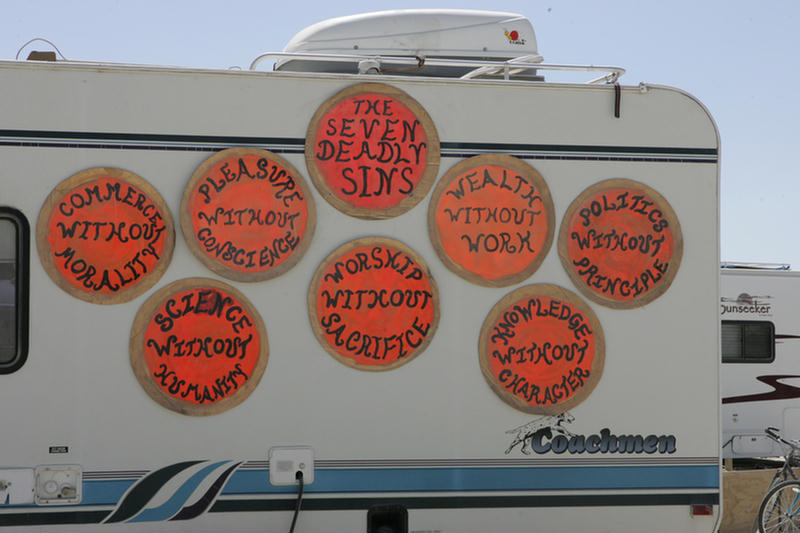 THE
SEVEN
DEADLY
SINS
COMMERCE
WITHOUT
MORALITY
PLEASURE
WITHOUT
CONSCIENCE
WEALTH
WITHOUT
WORK
POLITICS
WITHOUT
PRINCIPLE
SCIENCE
WITHOUT
HUMANITY
WORSHIP
WITHOUT
SACRIFICE
KNOWLEDGE
WITHOUT
CHARACTER
Coachmen
Sunseeker